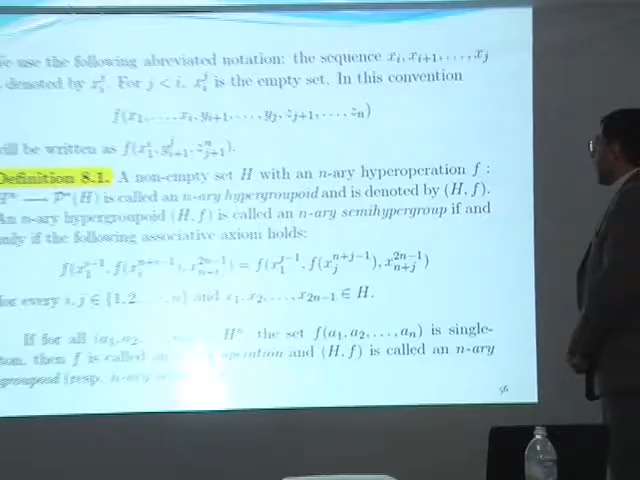 use the following abreviated notation: the sequence x_i, x_{i+1}, . . . , x_j
denoted by x_i^j. For j < i, x_i^j is the empty set. In this convention
f(x_1, . . . , x_i, y_{i+1}, . . . , y_j, z_{j+1}, . . . , z_n)
will be written as f(x_1^i, y_{i+1}^j, z_{j+1}^n).
Definition 8.1. A non-empty set H with an n-ary hyperoperation f :
H^n → P*(H) is called an n-ary hypergroupoid and is denoted by (H, f).
An n-ary hypergroupoid (H, f) is called an n-ary semihypergroup if and
only if the following associative axiom holds:
f(x_1^{i-1}, f(x_i^{n+i-1}), x_{n+i}^{2n-1}) = f(x_1^{j-1}, f(x_j^{n+j-1}), x_{n+j}^{2n-1})
for every i, j ∈ {1, 2, . . . , n} and x_1, x_2, . . . , x_{2n-1} ∈ H.
If for all (a_1, a_2, H^n the set f(a_1, a_2, . . . , a_n) is single-
ton, then f is called an operation and (H, f) is called an n-ary
groupoid (resp. n-ary
56